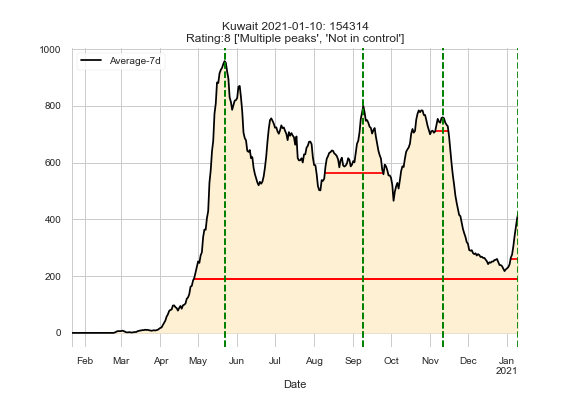 Kuwait 2021-01-10: 154314
Rating:8 ['Multiple peaks', 'Not in control']
Average-7d
1000
800
600
400
200
0
Feb Mar Apr May Jun Jul Aug Sep Oct Nov Dec Jan
2021
Date